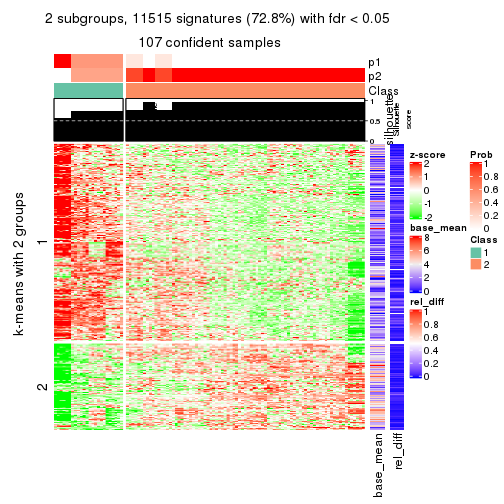 2 subgroups, 11515 signatures (72.8%) with fdr < 0.05
107 confident samples
p1
p2
Class
1
0.5
0
silhouette
Silhouette
score
k-means with 2 groups
1
2
base_mean
rel_diff
z-score
2
1
0
-1
-2
base_mean
8
6
4
2
0
rel_diff
1
0.8
0.6
0.4
0.2
0
Prob
1
0.8
0.6
0.4
0.2
0
Class
1
2